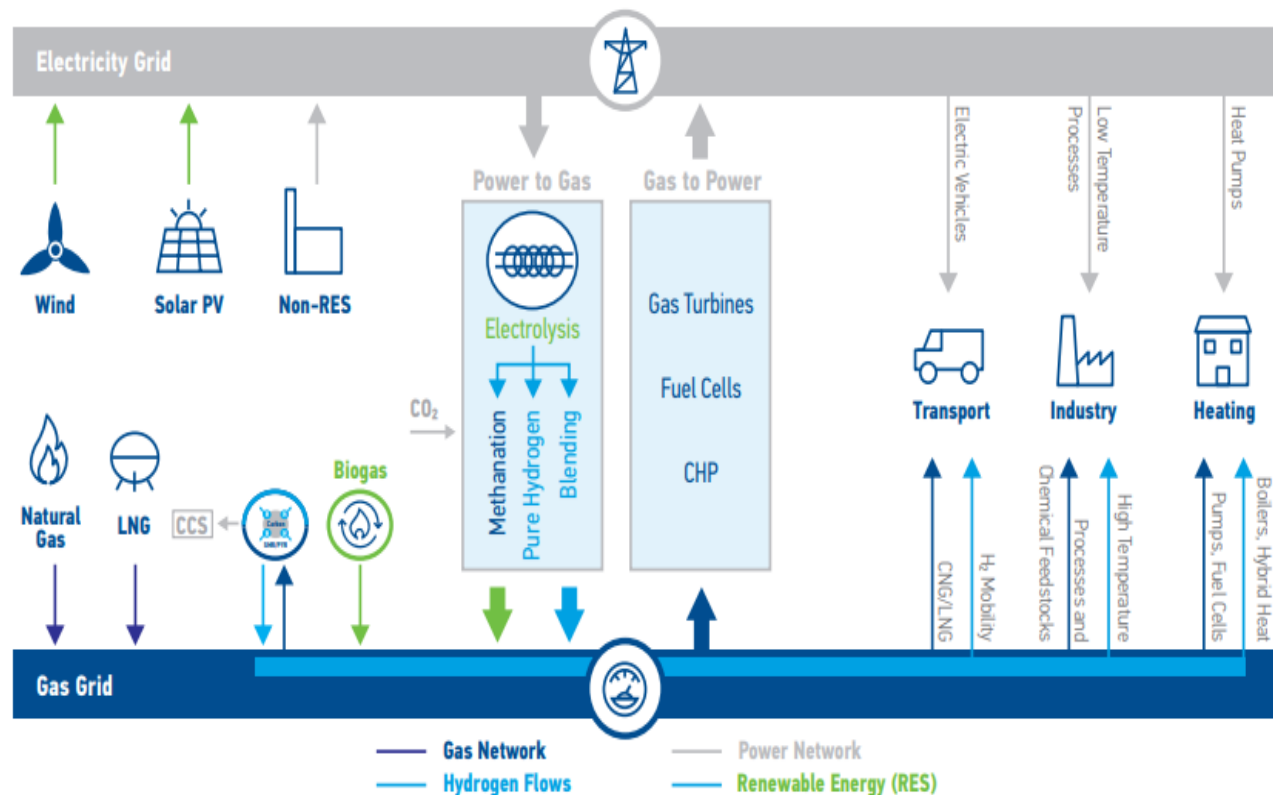 Electricity Grid
Wind
Solar PV
Non-RES
Power to Gas
Gas to Power
Electrolysis
Methanation
Pure Hydrogen
Blending
CO₂
Gas Turbines
Fuel Cells
CHP
Electric Vehicles
Low Temperature
Processes
Heat Pumps
Transport
Industry
Heating
Natural
Gas
LNG
CCS
Carbon
Biogas
CNG/LNG
H₂ Mobility
Chemical Feedstocks
Processes and
High Temperature
Pumps, Fuel Cells
Boilers, Hybrid Heat
Gas Grid
Gas Network
Power Network
Hydrogen Flows
Renewable Energy (RES)